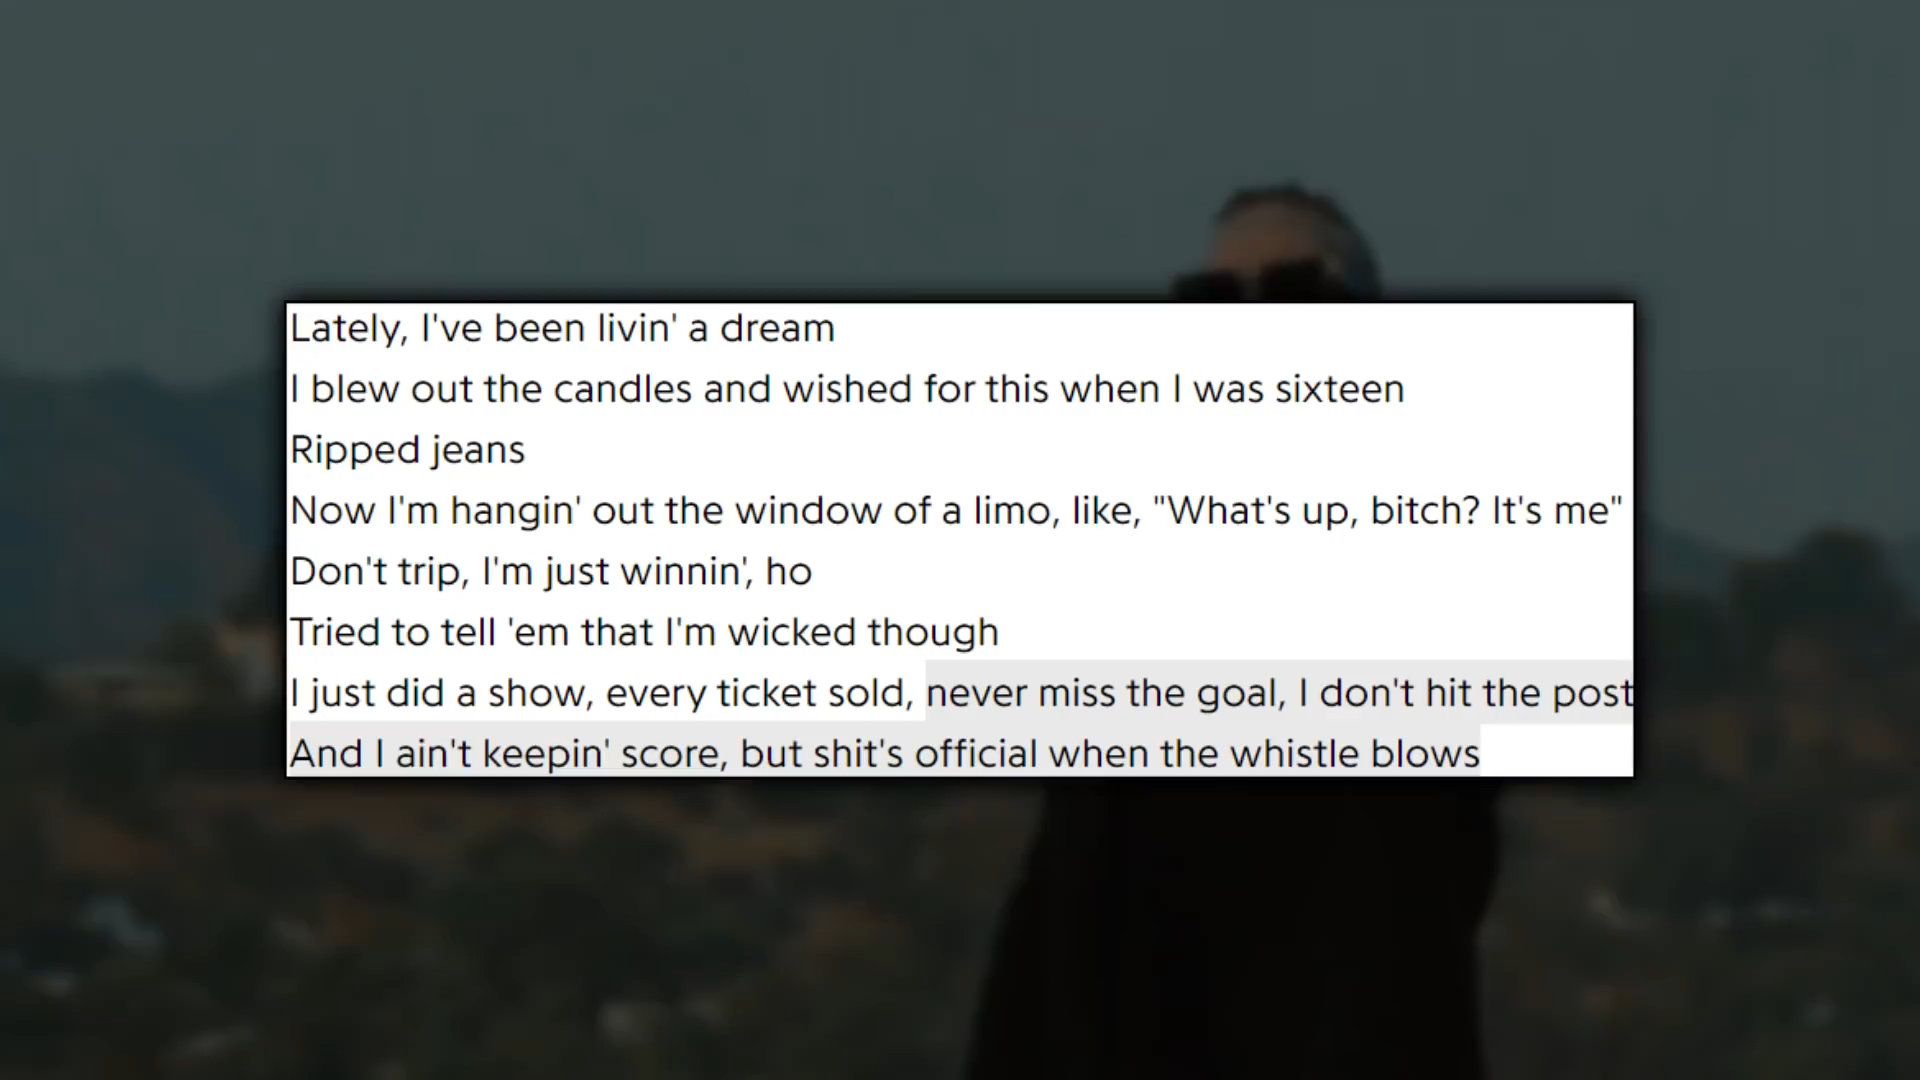 Lately, I've been livin' a dream
I blew out the candles and wished for this when I was sixteen
Ripped jeans
Now I'm hangin' out the window of a limo, like, "What's up, bitch? It's me"
Don't trip, I'm just winnin', ho
Tried to tell 'em that I'm wicked though
I just did a show, every ticket sold, never miss the goal, I don't hit the post
And I ain't keepin' score, but shit's official when the whistle blows